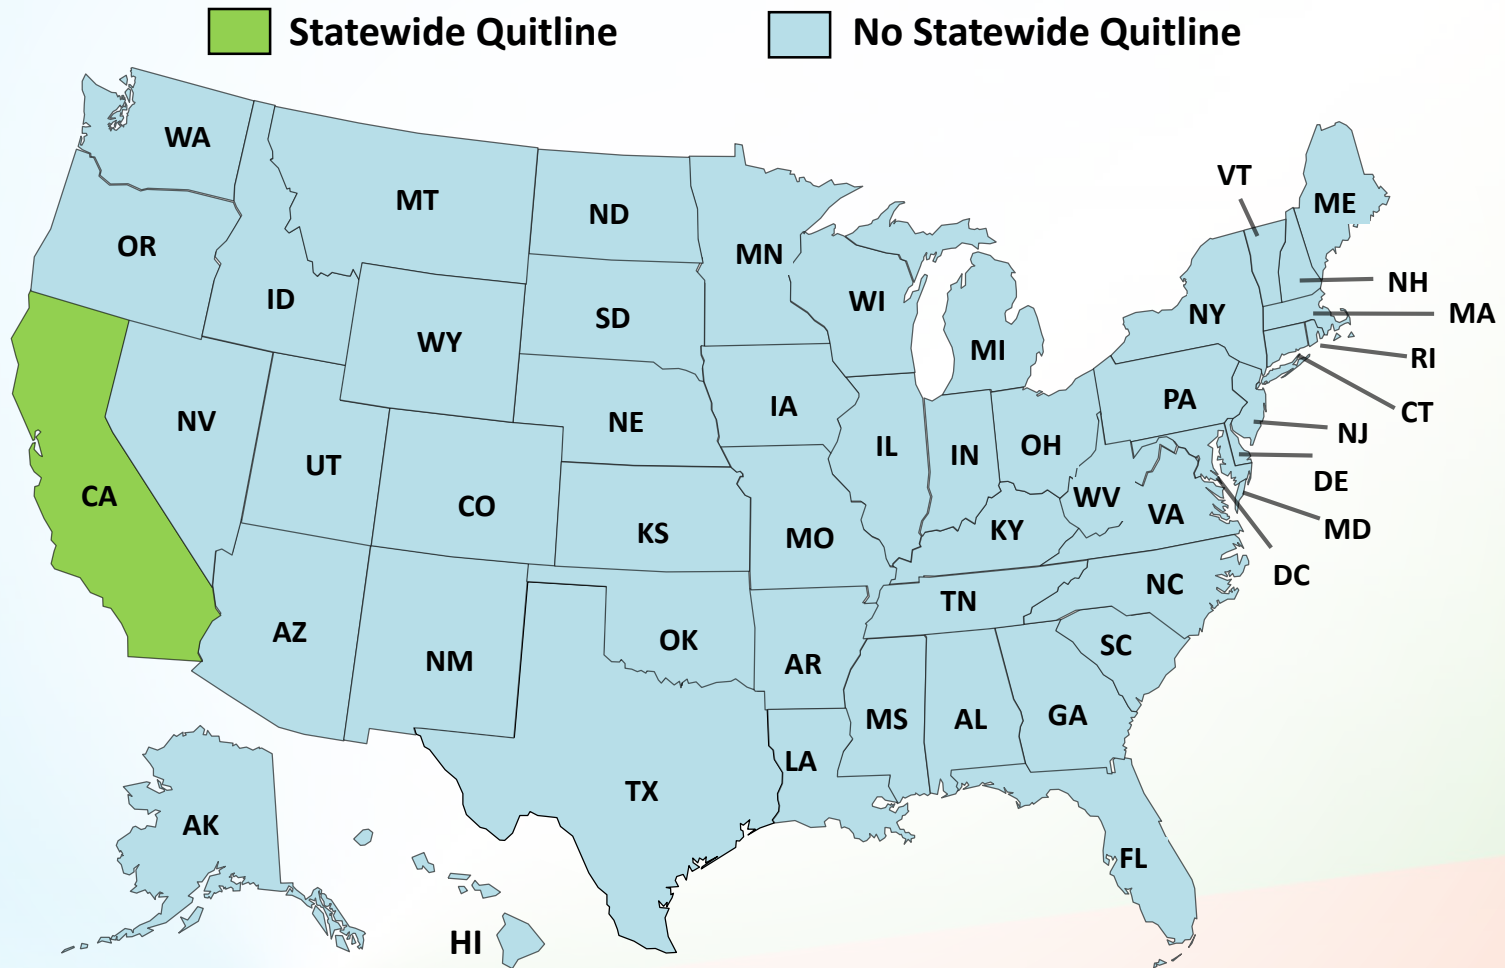 Statewide Quitline
No Statewide Quitline
WA
VT
ME
MT
ND
OR
MN
NH
ID
WI
NY
MA
SD
WY
MI
RI
PA
CT
IA
NV
NE
NJ
IL
OH
IN
UT
DE
CA
WV
CO
VA
MD
KS
KY
MO
DC
NC
TN
AZ
OK
SC
NM
AR
GA
MS
AL
LA
TX
AK
FL
HI